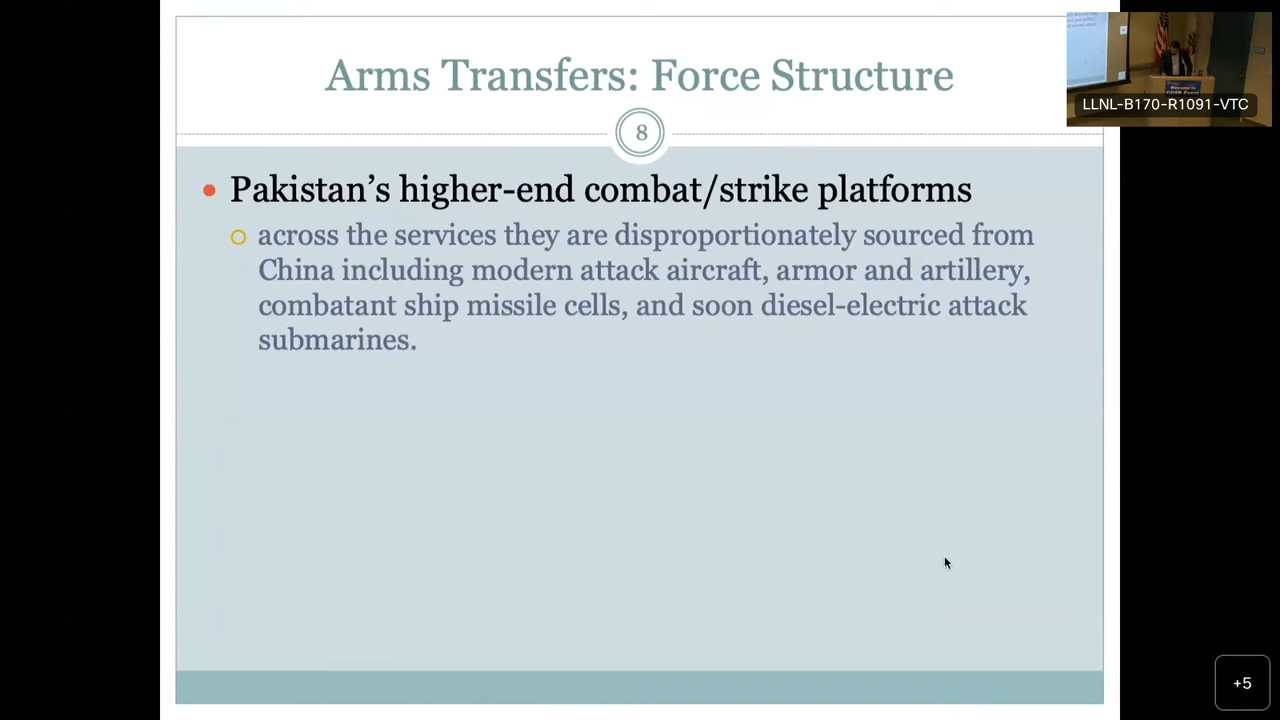 Arms Transfers: Force Structure
8
LLNL-B170-R1091-VTC
Welcome to
• Pakistan's higher-end combat/strike platforms
across the services they are disproportionately sourced from
China including modern attack aircraft, armor and artillery,
combatant ship missile cells, and soon diesel-electric attack
submarines.
+5